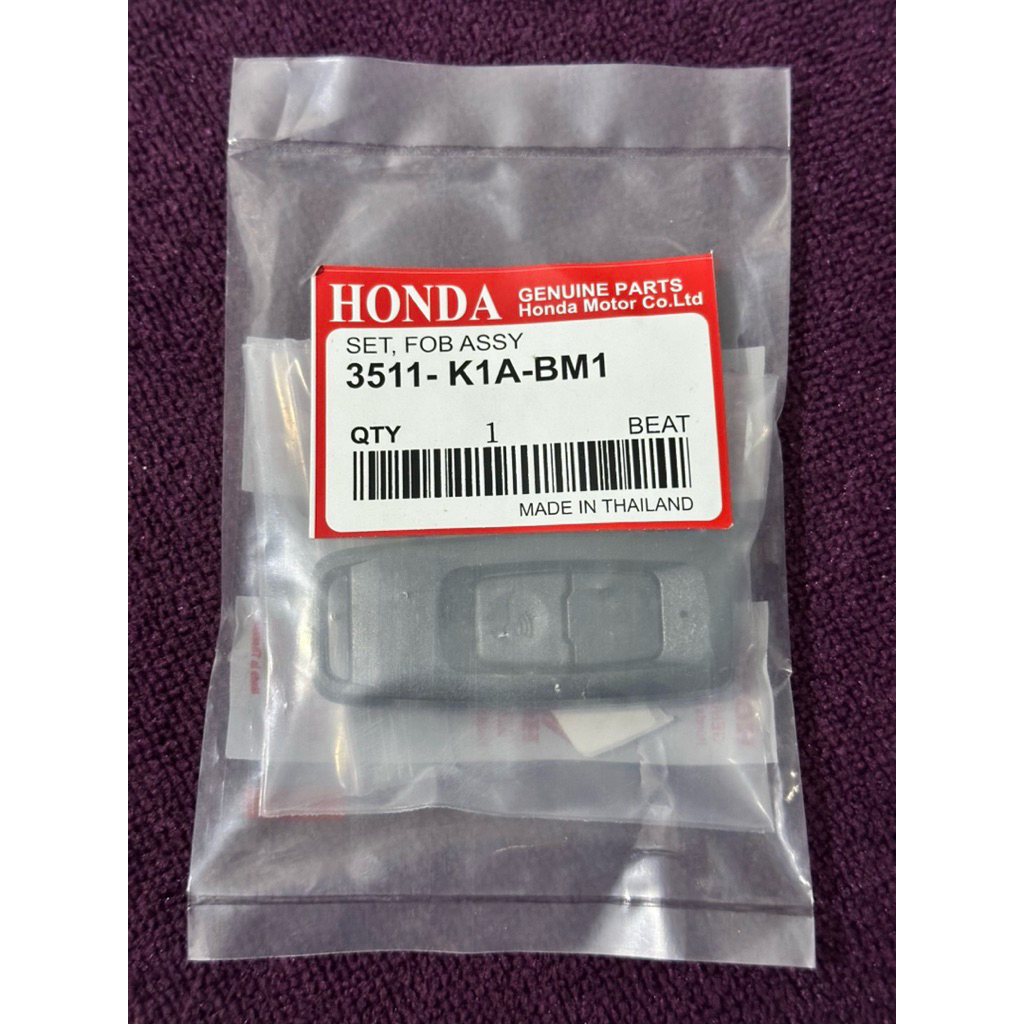 HONDA GENUINE PARTS
Honda Motor Co.Ltd
SET, FOB ASSY
3511- K1A-BM1
QTY 1 BEAT
MADE IN THAILAND